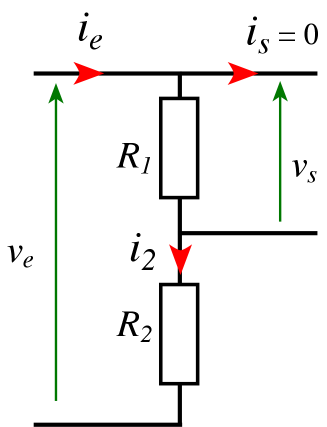 i_e
i_s = 0
R_1
v_s
i_2
v_e
R_2